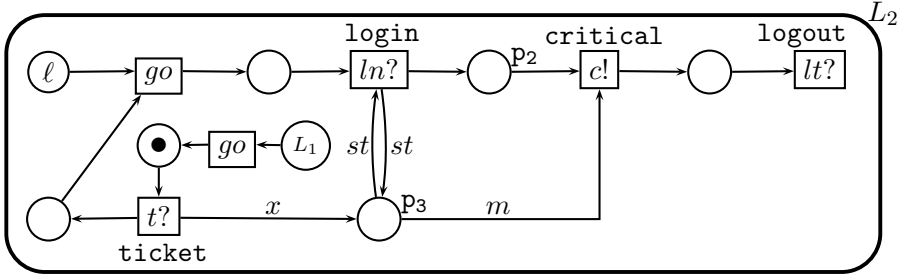 L₂
login critical logout
ℓ go ln? p₂ c! lt?
go L₁ st st
t? x p₃ m
ticket